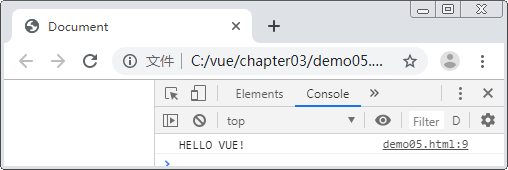 Document
文件 C:/vue/chapter03/demo05....
Elements Console
top Filter D
HELLO VUE! demo05.html:9